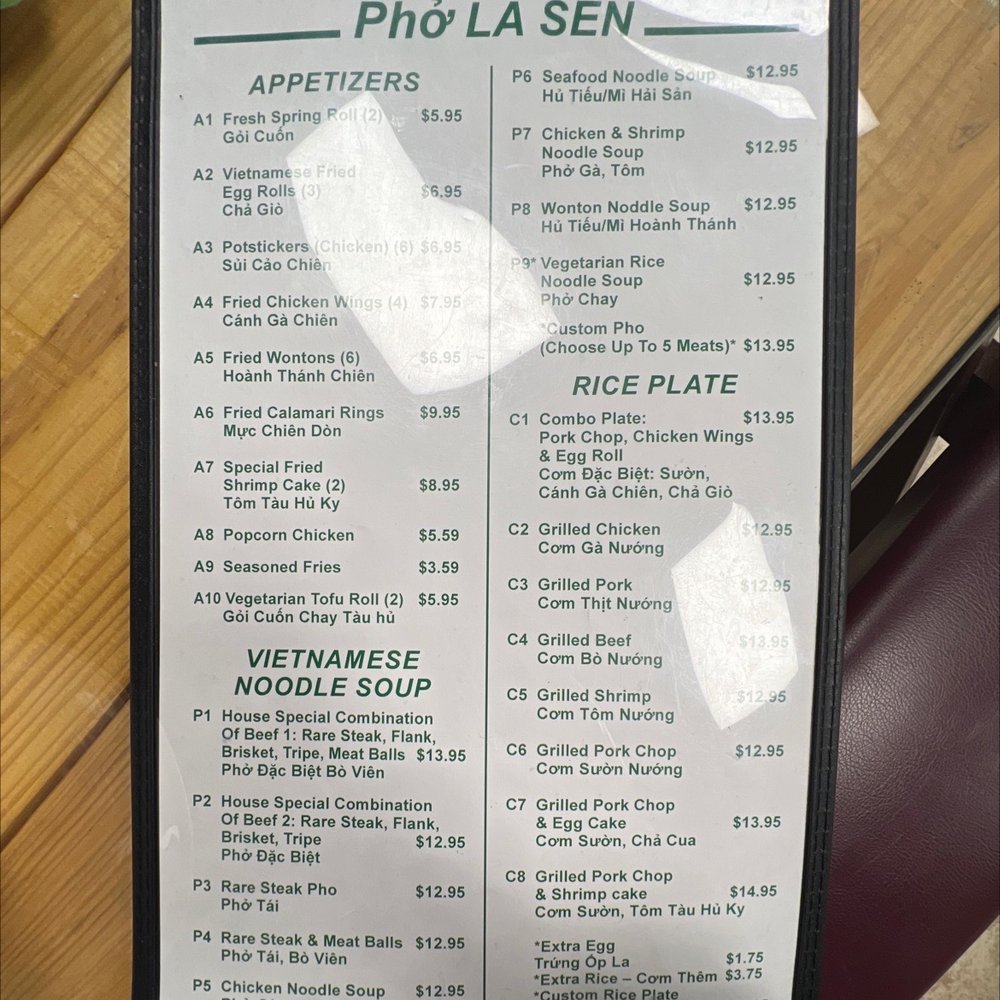 Phở LA SEN
APPETIZERS
A1 Fresh Spring Roll (2) $5.95
Gỏi Cuốn
A2 Vietnamese Fried
Egg Rolls (3) $6.95
Chả Giò
A3 Potstickers (Chicken) (6) $6.95
Sủi Cảo Chiên
A4 Fried Chicken Wings (4) $7.95
Cánh Gà Chiên
A5 Fried Wontons (6) $6.95
Hoành Thánh Chiên
A6 Fried Calamari Rings $9.95
Mực Chiên Dòn
A7 Special Fried
Shrimp Cake (2) $8.95
Tôm Tàu Hủ Ky
A8 Popcorn Chicken $5.59
A9 Seasoned Fries $3.59
A10 Vegetarian Tofu Roll (2) $5.95
Gỏi Cuốn Chay Tàu hủ
VIETNAMESE
NOODLE SOUP
P1 House Special Combination
Of Beef 1: Rare Steak, Flank,
Brisket, Tripe, Meat Balls $13.95
Phở Đặc Biệt Bò Viên
P2 House Special Combination
Of Beef 2: Rare Steak, Flank,
Brisket, Tripe $12.95
Phở Đặc Biệt
P3 Rare Steak Pho $12.95
Phở Tái
P4 Rare Steak & Meat Balls $12.95
Phở Tái, Bò Viên
P5 Chicken Noodle Soup $12.95
P6 Seafood Noodle Soup $12.95
Hủ Tiếu/Mì Hải Sản
P7 Chicken & Shrimp
Noodle Soup $12.95
Phở Gà, Tôm
P8 Wonton Noddle Soup $12.95
Hủ Tiếu/Mì Hoành Thánh
P9* Vegetarian Rice
Noodle Soup $12.95
Phở Chay
*Custom Pho
(Choose Up To 5 Meats)* $13.95
RICE PLATE
C1 Combo Plate: $13.95
Pork Chop, Chicken Wings
& Egg Roll
Cơm Đặc Biệt: Sườn,
Cánh Gà Chiên, Chả Giò
C2 Grilled Chicken $12.95
Cơm Gà Nướng
C3 Grilled Pork $12.95
Cơm Thịt Nướng
C4 Grilled Beef $13.95
Cơm Bò Nướng
C5 Grilled Shrimp $12.95
Cơm Tôm Nướng
C6 Grilled Pork Chop $12.95
Cơm Sườn Nướng
C7 Grilled Pork Chop
& Egg Cake $13.95
Cơm Sườn, Chả Cua
C8 Grilled Pork Chop
& Shrimp cake $14.95
Cơm Sườn, Tôm Tàu Hủ Ky
*Extra Egg
Trứng Ốp La $1.75
*Extra Rice – Cơm Thêm $3.75
*Custom Rice Plate